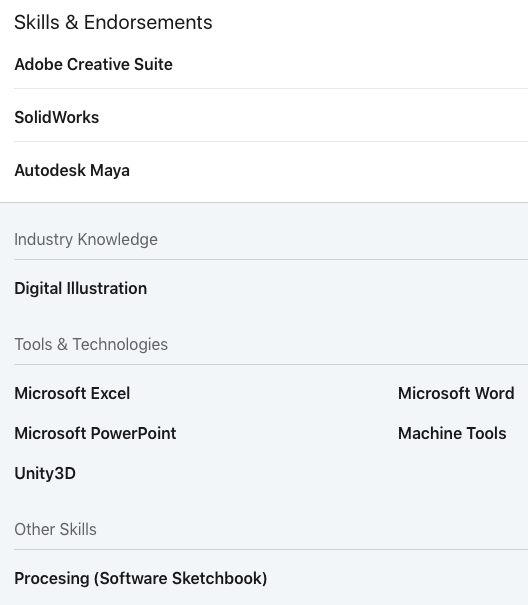 Skills & Endorsements
Adobe Creative Suite
SolidWorks
Autodesk Maya
Industry Knowledge
Digital Illustration
Tools & Technologies
Microsoft Excel Microsoft Word
Microsoft PowerPoint Machine Tools
Unity3D
Other Skills
Procesing (Software Sketchbook)